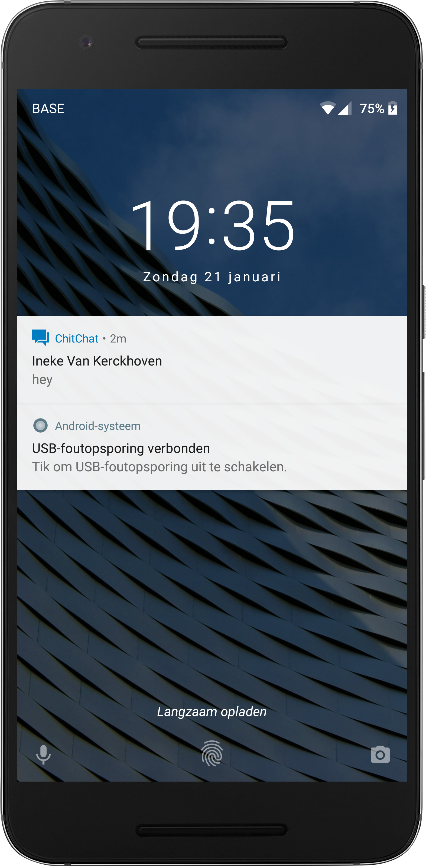 BASE
75%
19:35
Zondag 21 januari
ChitChat • 2m
Ineke Van Kerckhoven
hey
Android-systeem
USB-foutopsporing verbonden
Tik om USB-foutopsporing uit te schakelen.
Langzaam opladen